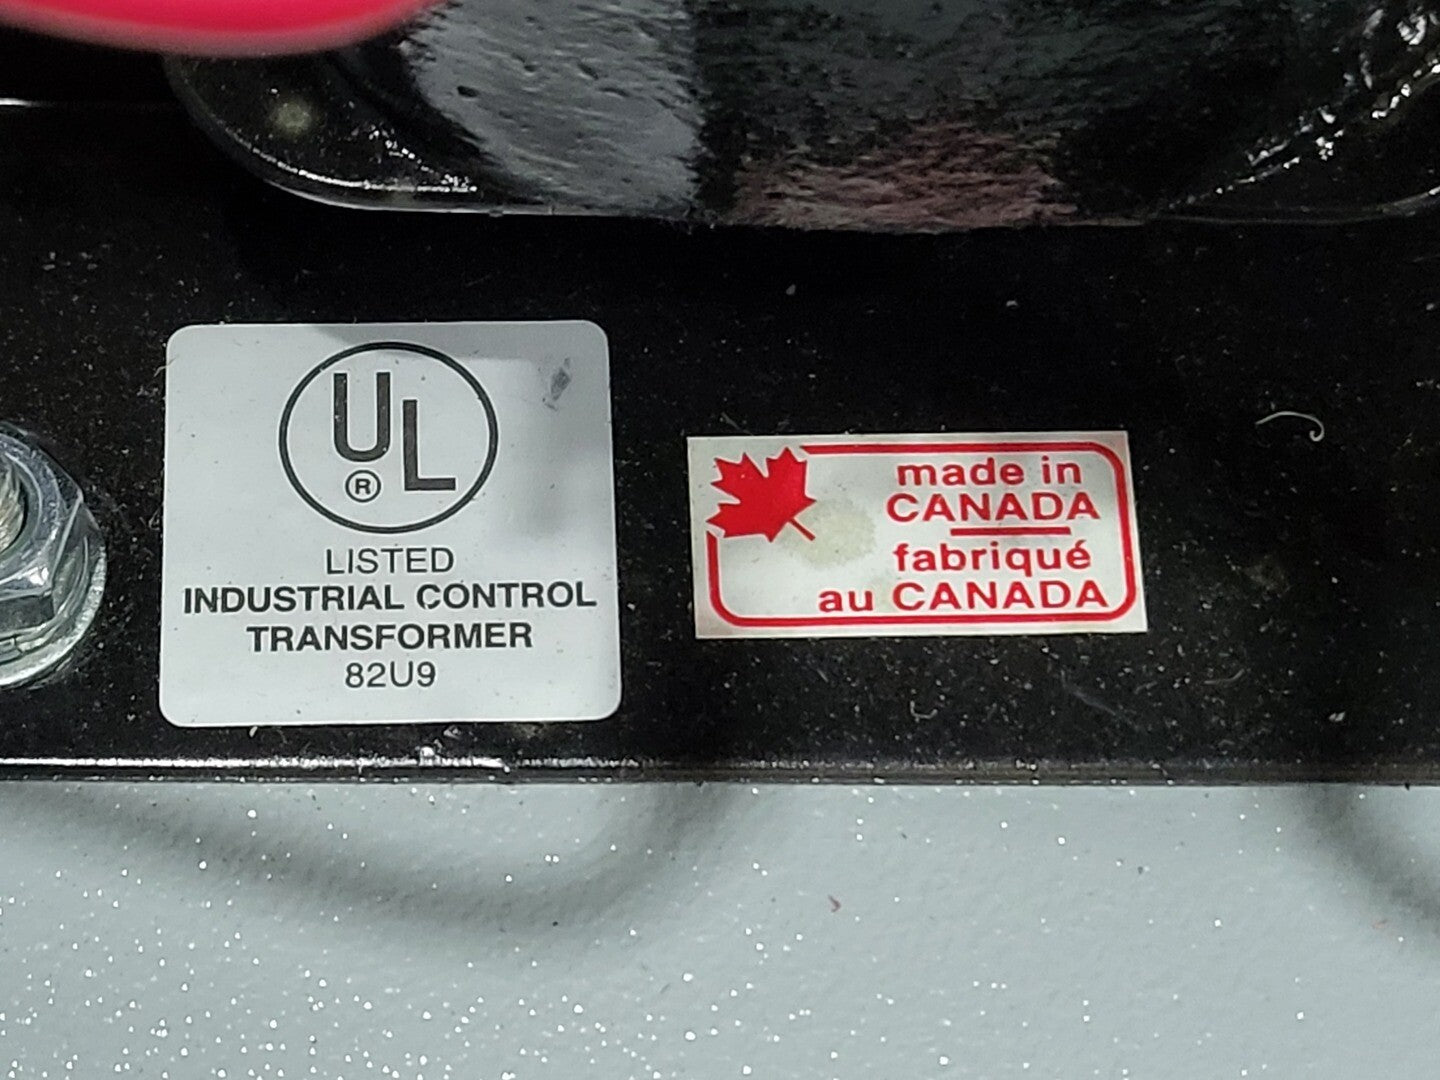 UL
®
LISTED
INDUSTRIAL CONTROL
TRANSFORMER
82U9
made in
CANADA
fabriqué
au CANADA